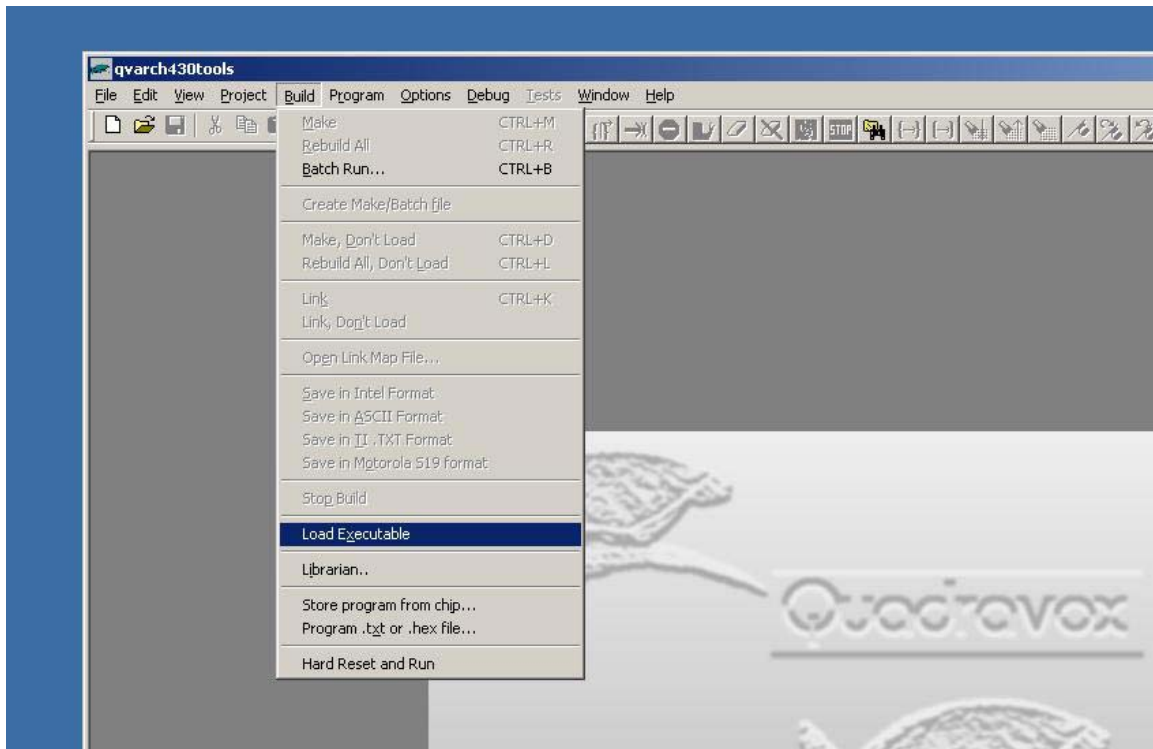 qvarch430tools
File Edit View Project Build Program Options Debug Tests Window Help
STOP
Make CTRL+M
Rebuild All CTRL+R
Batch Run... CTRL+B
Create Make/Batch file
Make, Don't Load CTRL+D
Rebuild All, Don't Load CTRL+L
Link CTRL+K
Link, Don't Load
Open Link Map File...
Save in Intel Format
Save in ASCII Format
Save in TI .TXT Format
Save in Motorola S19 format
Stop Build
Load Executable
Librarian..
Store program from chip...
Program .txt or .hex file...
Hard Reset and Run
Quadravox